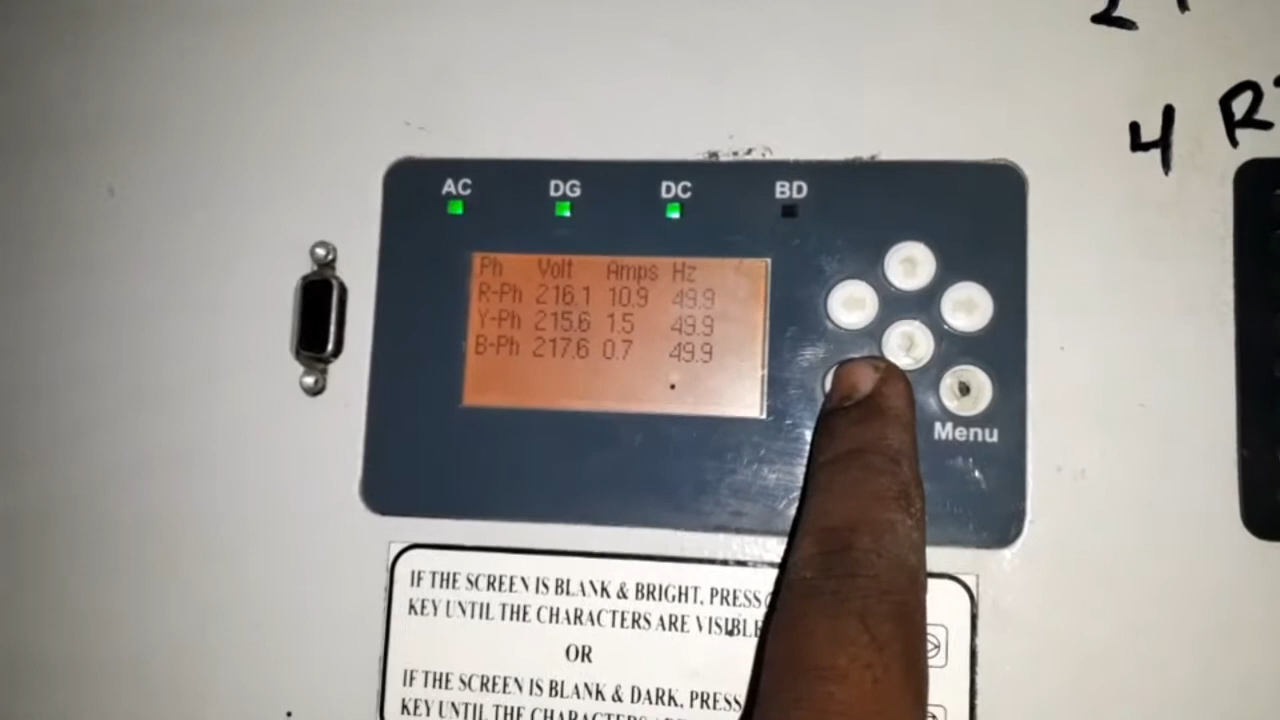 4 R
AC DG DC BD
Ph Volt Amps Hz
R-Ph 216.1 10.9 49.9
Y-Ph 215.6 1.5 49.9
B-Ph 217.6 0.7 49.9
Menu
IF THE SCREEN IS BLANK & BRIGHT, PRESS
KEY UNTIL THE CHARACTERS ARE VISIBLE
OR
IF THE SCREEN IS BLANK & DARK, PRESS
KEY UNTIL THE CHARACTERS